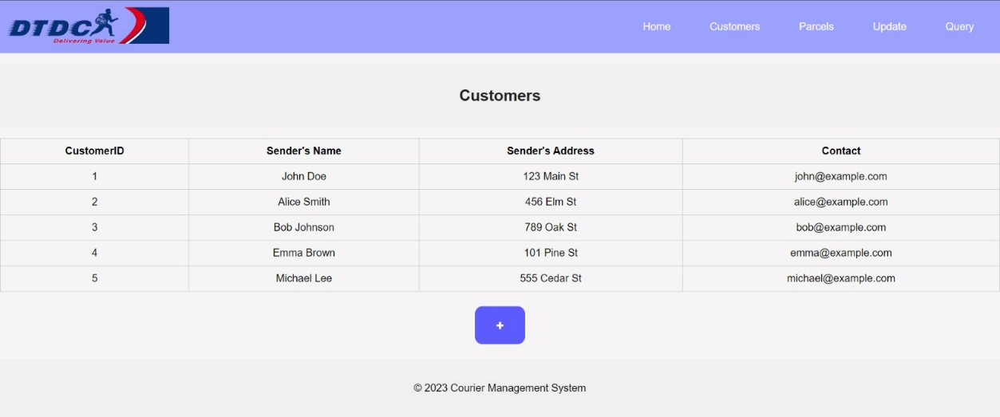 DTDC
Delivering Value
Home Customers Parcels Update Query
Customers
CustomerID Sender's Name Sender's Address Contact
1 John Doe 123 Main St john@example.com
2 Alice Smith 456 Elm St alice@example.com
3 Bob Johnson 789 Oak St bob@example.com
4 Emma Brown 101 Pine St emma@example.com
5 Michael Lee 555 Cedar St michael@example.com
+
© 2023 Courier Management System